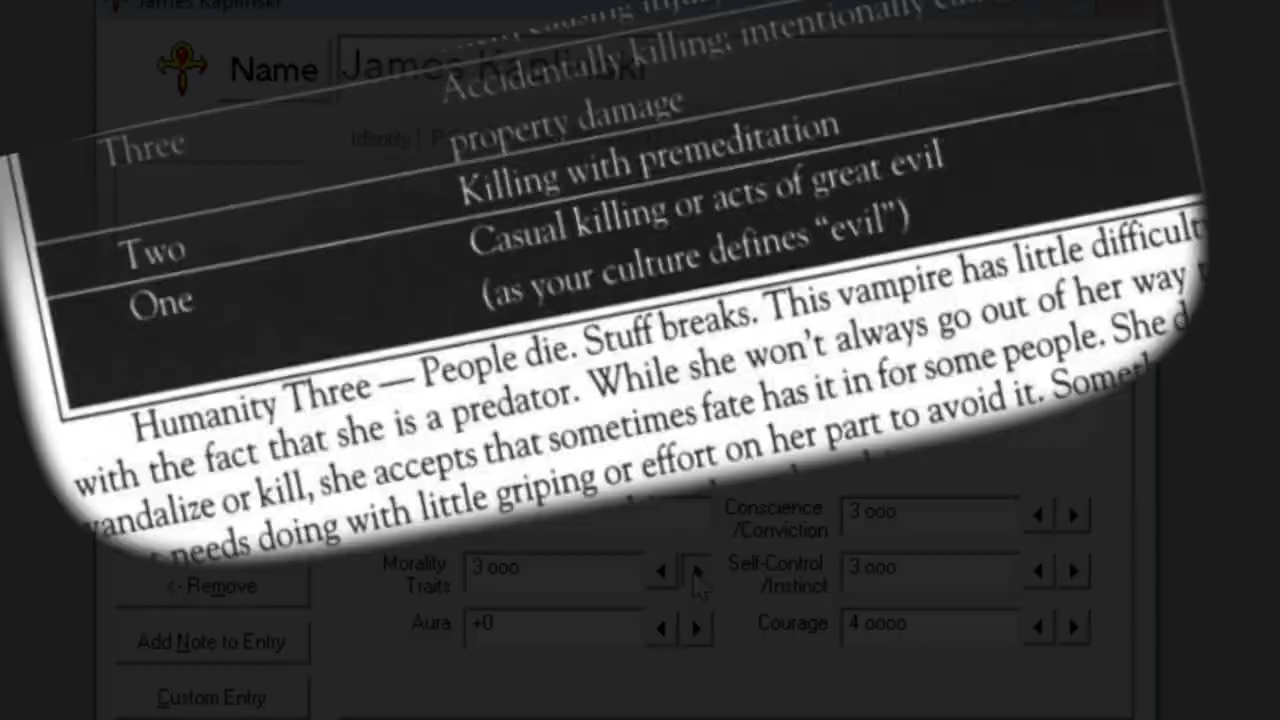 James Kaplinski
Name James Kaplinski
injury
Accidentally killing; intentionally
Three property damage
Killing with premeditation
Two Casual killing or acts of great evil
One (as your culture defines “evil”)
Humanity Three — People die. Stuff breaks. This vampire has little
with the fact that she is a predator. While she won't always go out of her way
vandalize or kill, she accepts that sometimes fate has it in for some people. She
needs doing with little griping or effort on her part to avoid it.
Conscience
/Conviction
3 ooo
Morality
Traits
3 ooo
Self-Control
/Instinct
3 ooo
Aura
+0
Courage
4 oooo
<- Remove
Add Note to Entry
Custom Entry